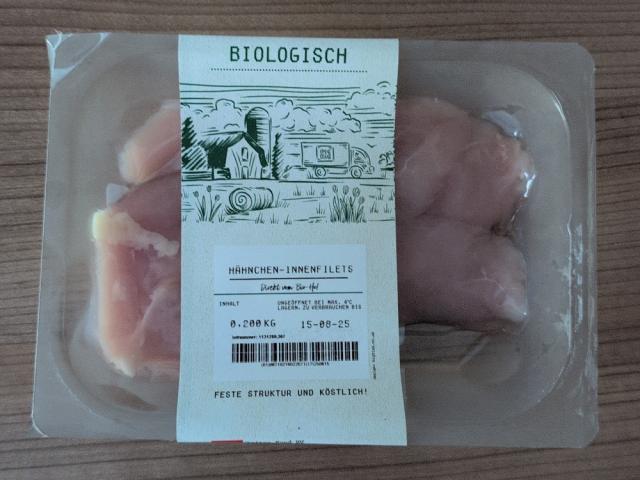 BIOLOGISCH
HÄHNCHEN-INNENFILETS
Direkt vom Bio-Hof
INHALT
UNGEÖFFNET BEI MAX. 4°C
LAGERN. ZU VERBRAUCHEN BIS
0.200 KG
15-08-25
FESTE STRUKTUR UND KÖSTLICH!